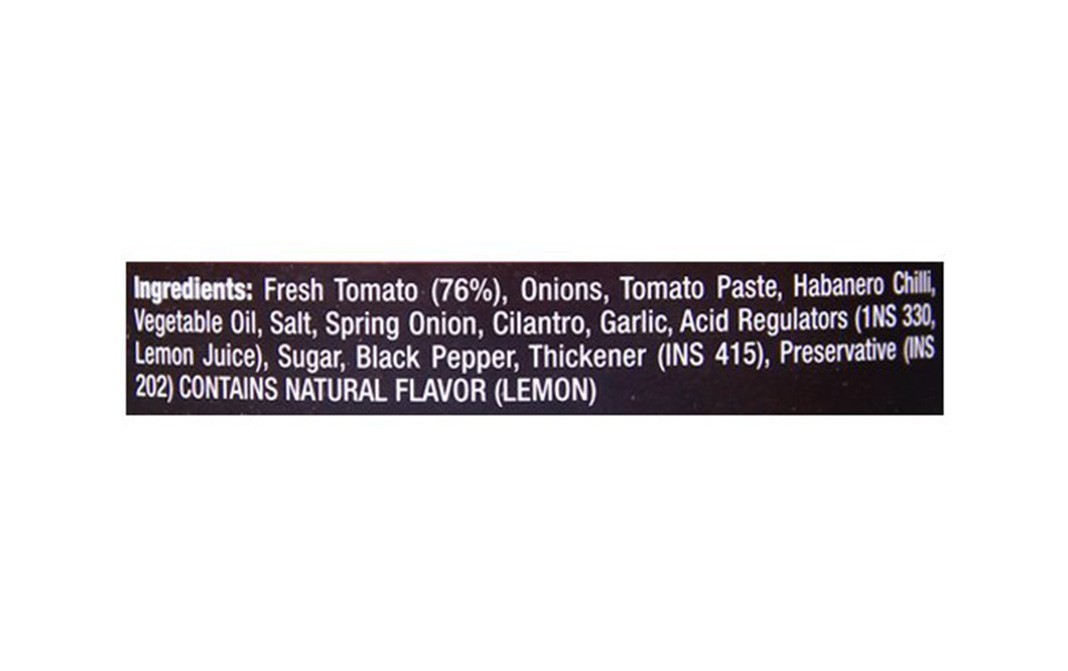 Ingredients: Fresh Tomato (76%), Onions, Tomato Paste, Habanero Chilli,
Vegetable Oil, Salt, Spring Onion, Cilantro, Garlic, Acid Regulators (1NS 330,
Lemon Juice), Sugar, Black Pepper, Thickener (INS 415), Preservative (INS
202) CONTAINS NATURAL FLAVOR (LEMON)